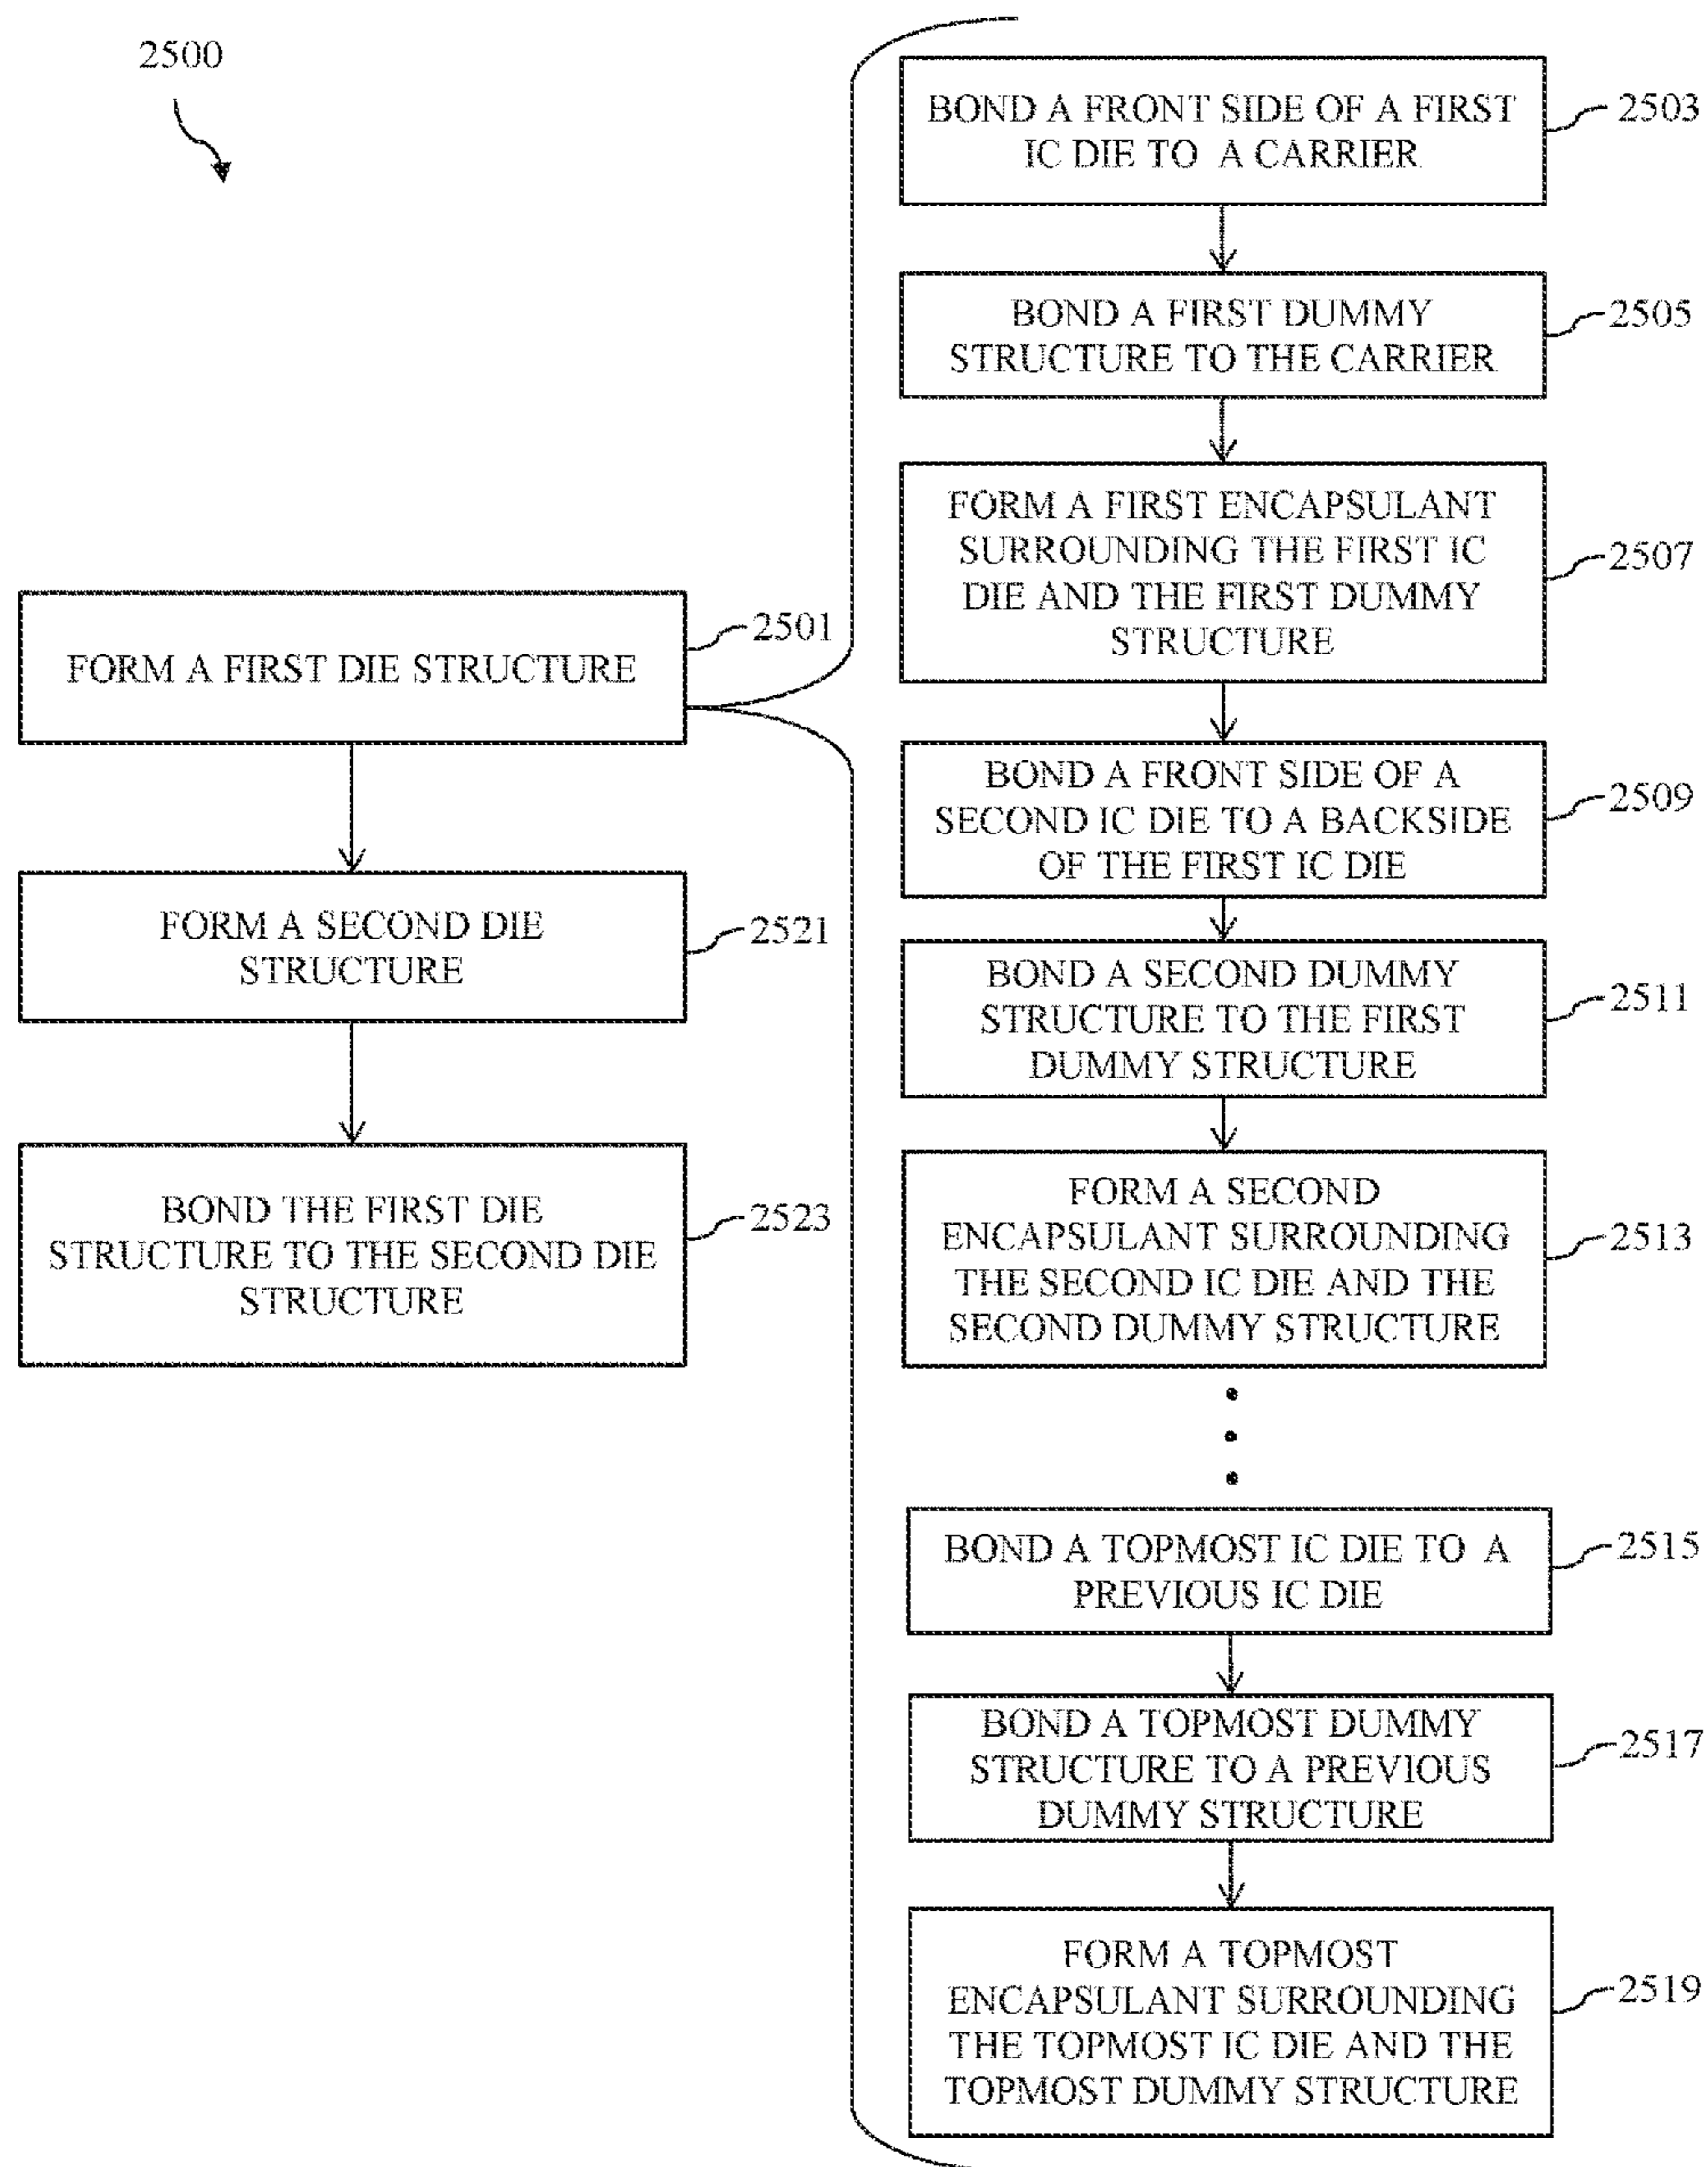 2500
FORM A FIRST DIE STRUCTURE
2501
FORM A SECOND DIE
STRUCTURE
2521
BOND THE FIRST DIE
STRUCTURE TO THE SECOND DIE
STRUCTURE
2523
BOND A FRONT SIDE OF A FIRST
IC DIE TO A CARRIER
2503
BOND A FIRST DUMMY
STRUCTURE TO THE CARRIER
2505
FORM A FIRST ENCAPSULANT
SURROUNDING THE FIRST IC
DIE AND THE FIRST DUMMY
STRUCTURE
2507
BOND A FRONT SIDE OF A
SECOND IC DIE TO A BACKSIDE
OF THE FIRST IC DIE
2509
BOND A SECOND DUMMY
STRUCTURE TO THE FIRST
DUMMY STRUCTURE
2511
FORM A SECOND
ENCAPSULANT SURROUNDING
THE SECOND IC DIE AND THE
SECOND DUMMY STRUCTURE
2513
BOND A TOPMOST IC DIE TO A
PREVIOUS IC DIE
2515
BOND A TOPMOST DUMMY
STRUCTURE TO A PREVIOUS
DUMMY STRUCTURE
2517
FORM A TOPMOST
ENCAPSULANT SURROUNDING
THE TOPMOST IC DIE AND THE
TOPMOST DUMMY STRUCTURE
2519